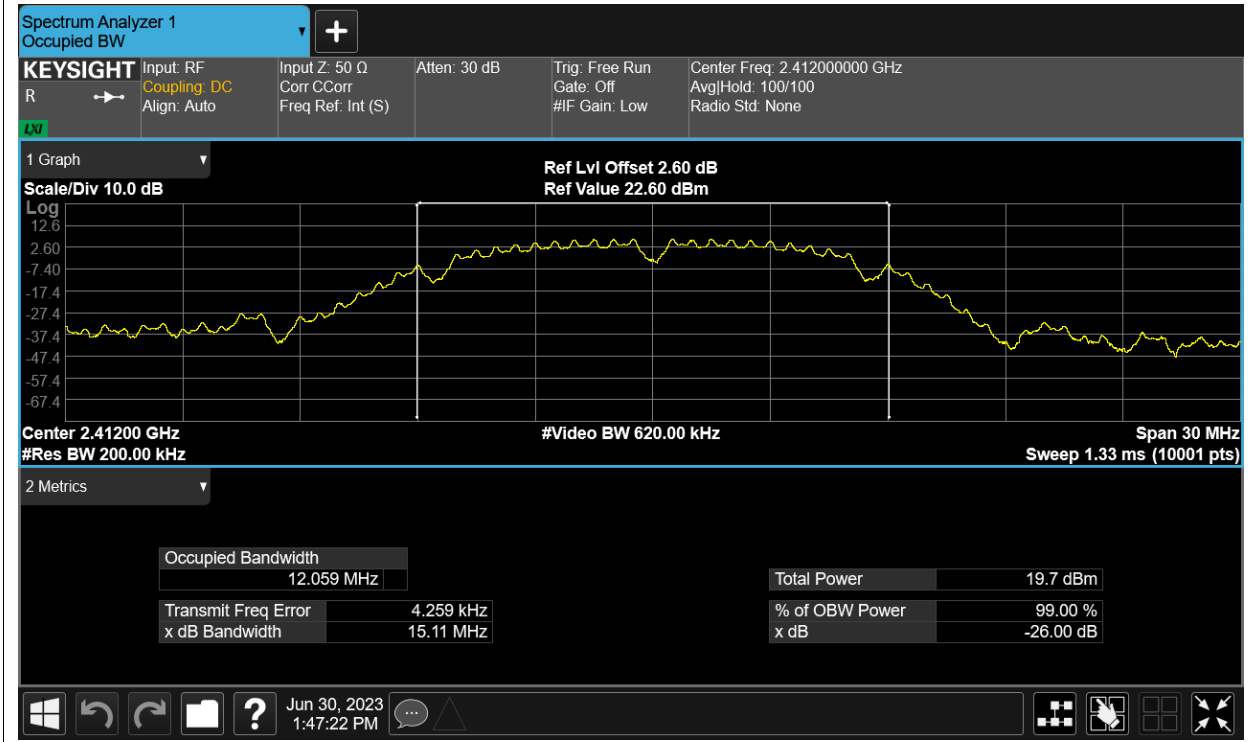 Spectrum Analyzer 1
Occupied BW
KEYSIGHT
R
LXI
Input: RF
Coupling: DC
Align: Auto
Input Z: 50 Ω
Corr CCorr
Freq Ref: Int (S)
Atten: 30 dB
Trig: Free Run
Gate: Off
#IF Gain: Low
Center Freq: 2.412000000 GHz
Avg|Hold: 100/100
Radio Std: None
1 Graph
Scale/Div 10.0 dB
Ref Lvl Offset 2.60 dB
Ref Value 22.60 dBm
Log
12.6
2.60
-7.40
-17.4
-27.4
-37.4
-47.4
-57.4
-67.4
Center 2.41200 GHz
#Video BW 620.00 kHz
Span 30 MHz
#Res BW 200.00 kHz
Sweep 1.33 ms (10001 pts)
2 Metrics
Occupied Bandwidth
12.059 MHz
Total Power 19.7 dBm
Transmit Freq Error 4.259 kHz
% of OBW Power 99.00 %
x dB Bandwidth 15.11 MHz
x dB -26.00 dB
?
Jun 30, 2023
1:47:22 PM